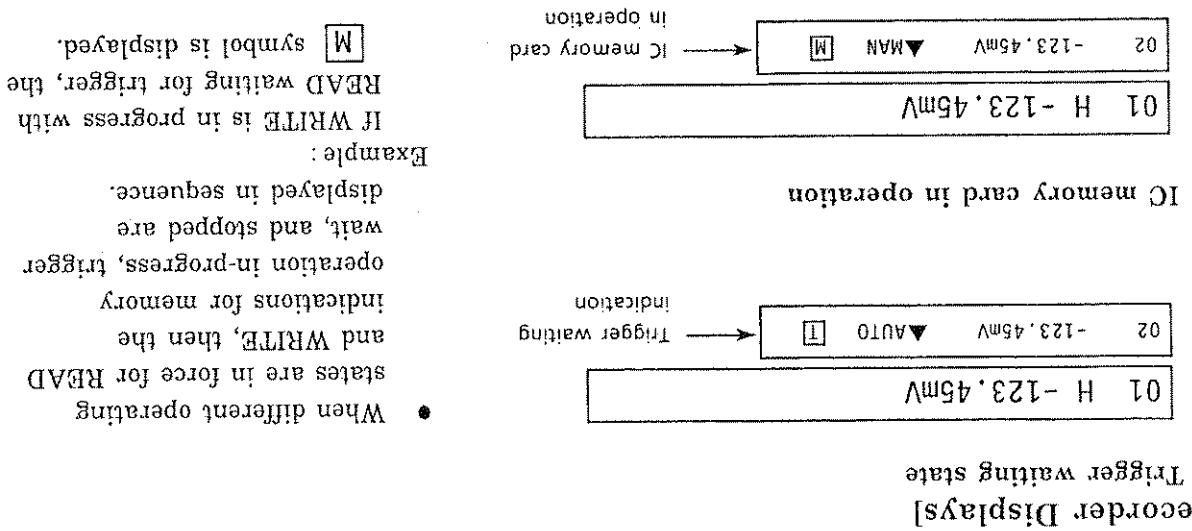 ecorder Displays]
Trigger waiting state
01 H -123.45mV
02 -123.45mV ▲AUTO T
Trigger waiting
indication
IC memory card in operation
01 H -123.45mV
02 -123.45mV ▲MAN M
IC memory card
in operation
● When different operating
states are in force for READ
and WRITE, then the
indications for memory
operation in-progress, trigger
wait, and stopped are
displayed in sequence.
Example :
If WRITE is in progress with
READ waiting for trigger, the
M symbol is displayed.